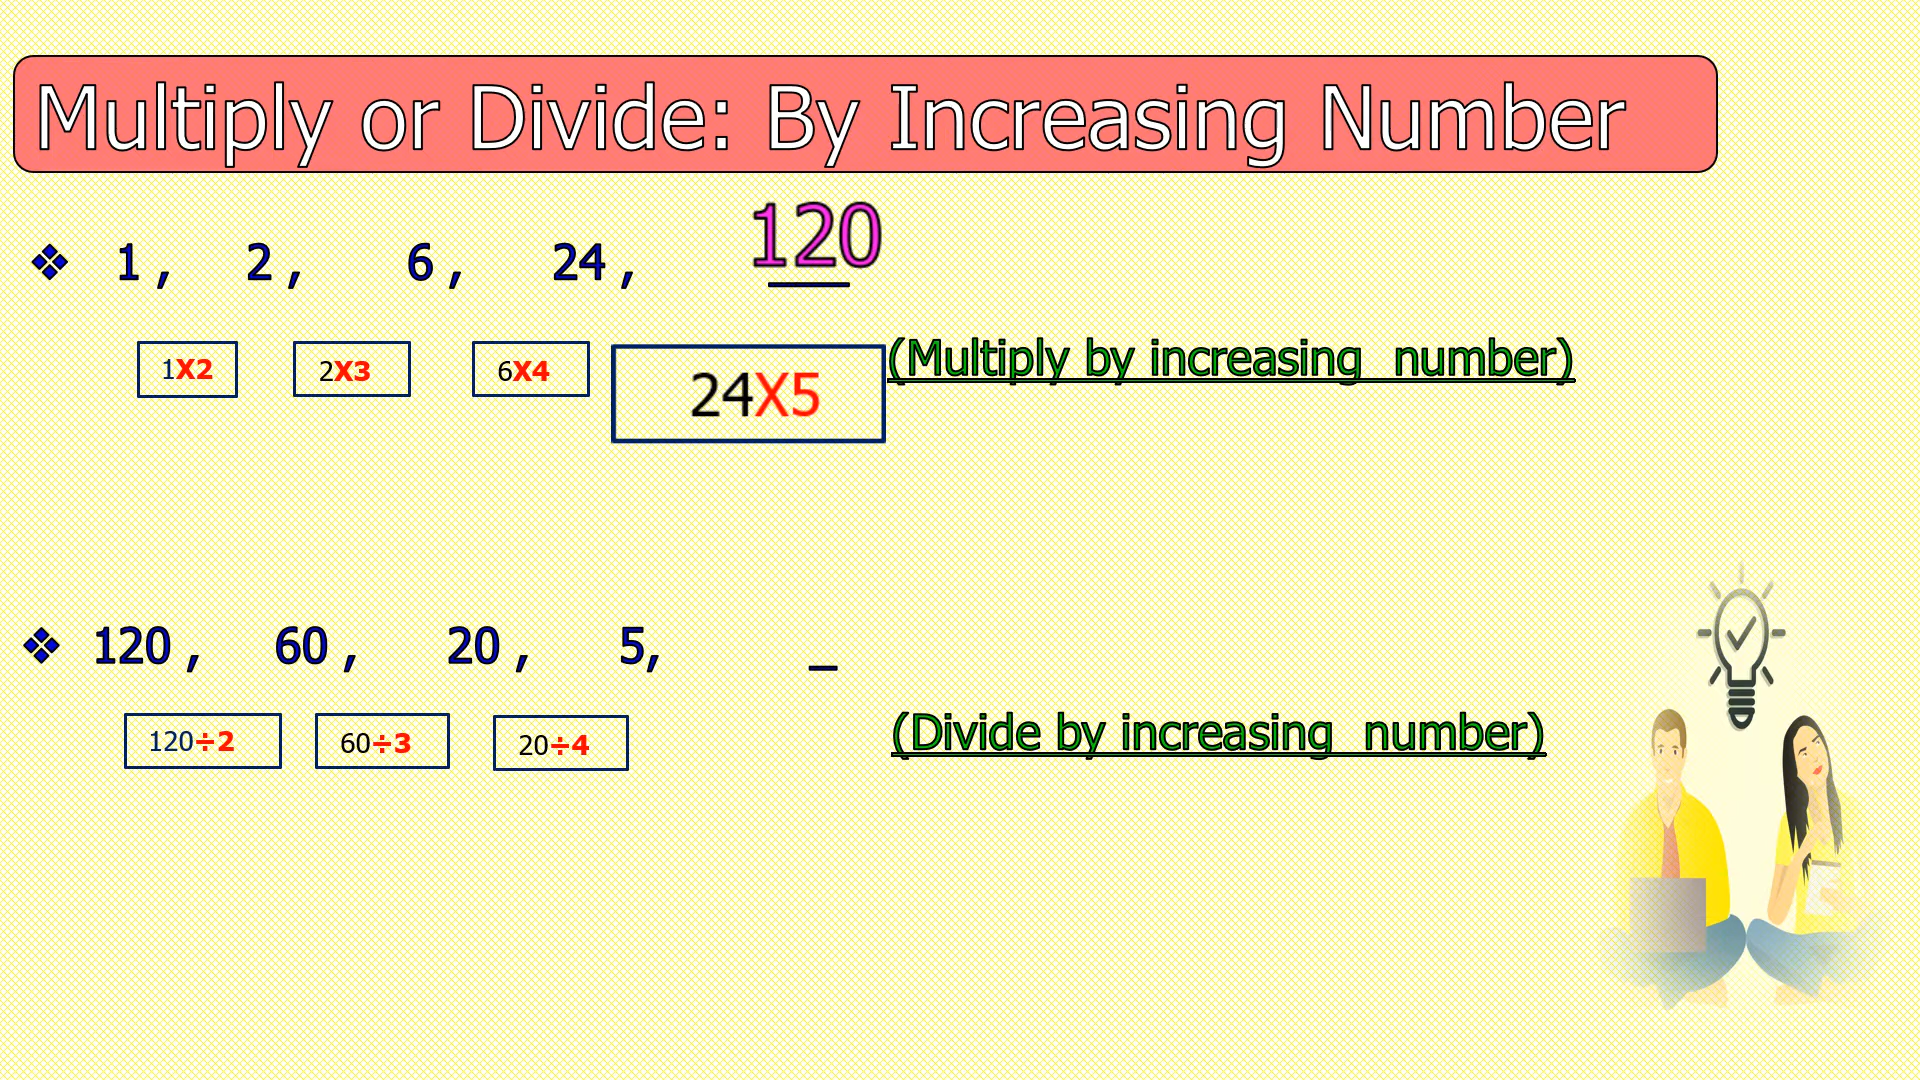 Multiply or Divide: By Increasing Number
❖ 1 , 2 , 6 , 24 , 120
1X2 2X3 6X4 24X5 (Multiply by increasing number)
❖ 120 , 60 , 20 , 5, _
120÷2 60÷3 20÷4 (Divide by increasing number)